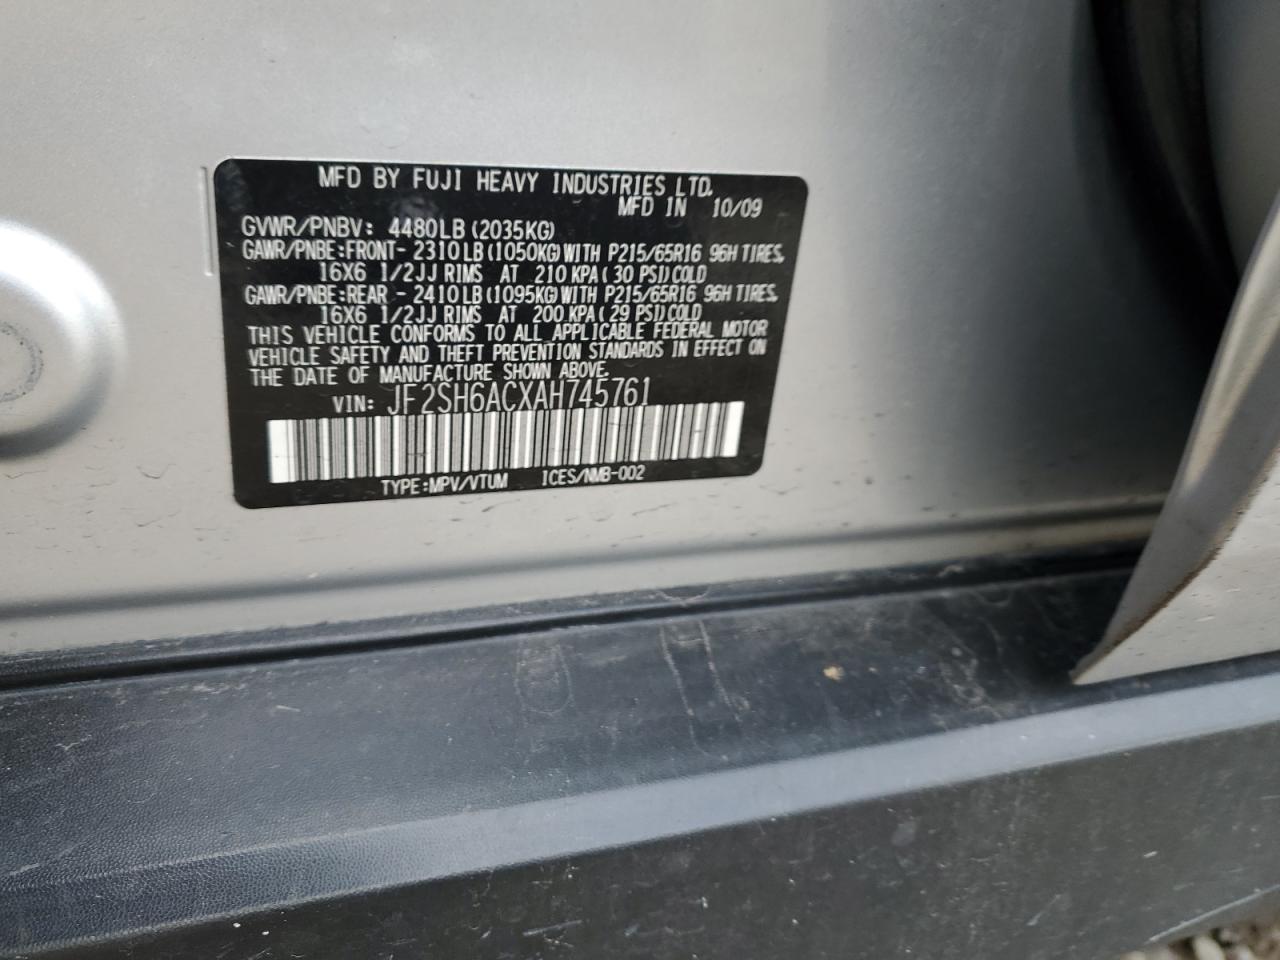 MFD BY FUJI HEAVY INDUSTRIES LTD.
MFD IN 10/09
GVWR/PNBV: 4480LB (2035KG)
GAWR/PNBE:FRONT- 2310LB (1050KG) WITH P215/65R16 96H TIRES,
16X6 1/2JJ RIMS AT 210 KPA ( 30 PSI) COLD
GAWR/PNBE:REAR - 2410LB (1095KG) WITH P215/65R16 96H TIRES,
16X6 1/2JJ RIMS AT 200 KPA ( 29 PSI) COLD
THIS VEHICLE CONFORMS TO ALL APPLICABLE FEDERAL MOTOR
VEHICLE SAFETY AND THEFT PREVENTION STANDARDS IN EFFECT ON
THE DATE OF MANUFACTURE SHOWN ABOVE.
VIN: JF2SH6ACXAH745761
TYPE:MPV/VTUM ICES/NMB-002